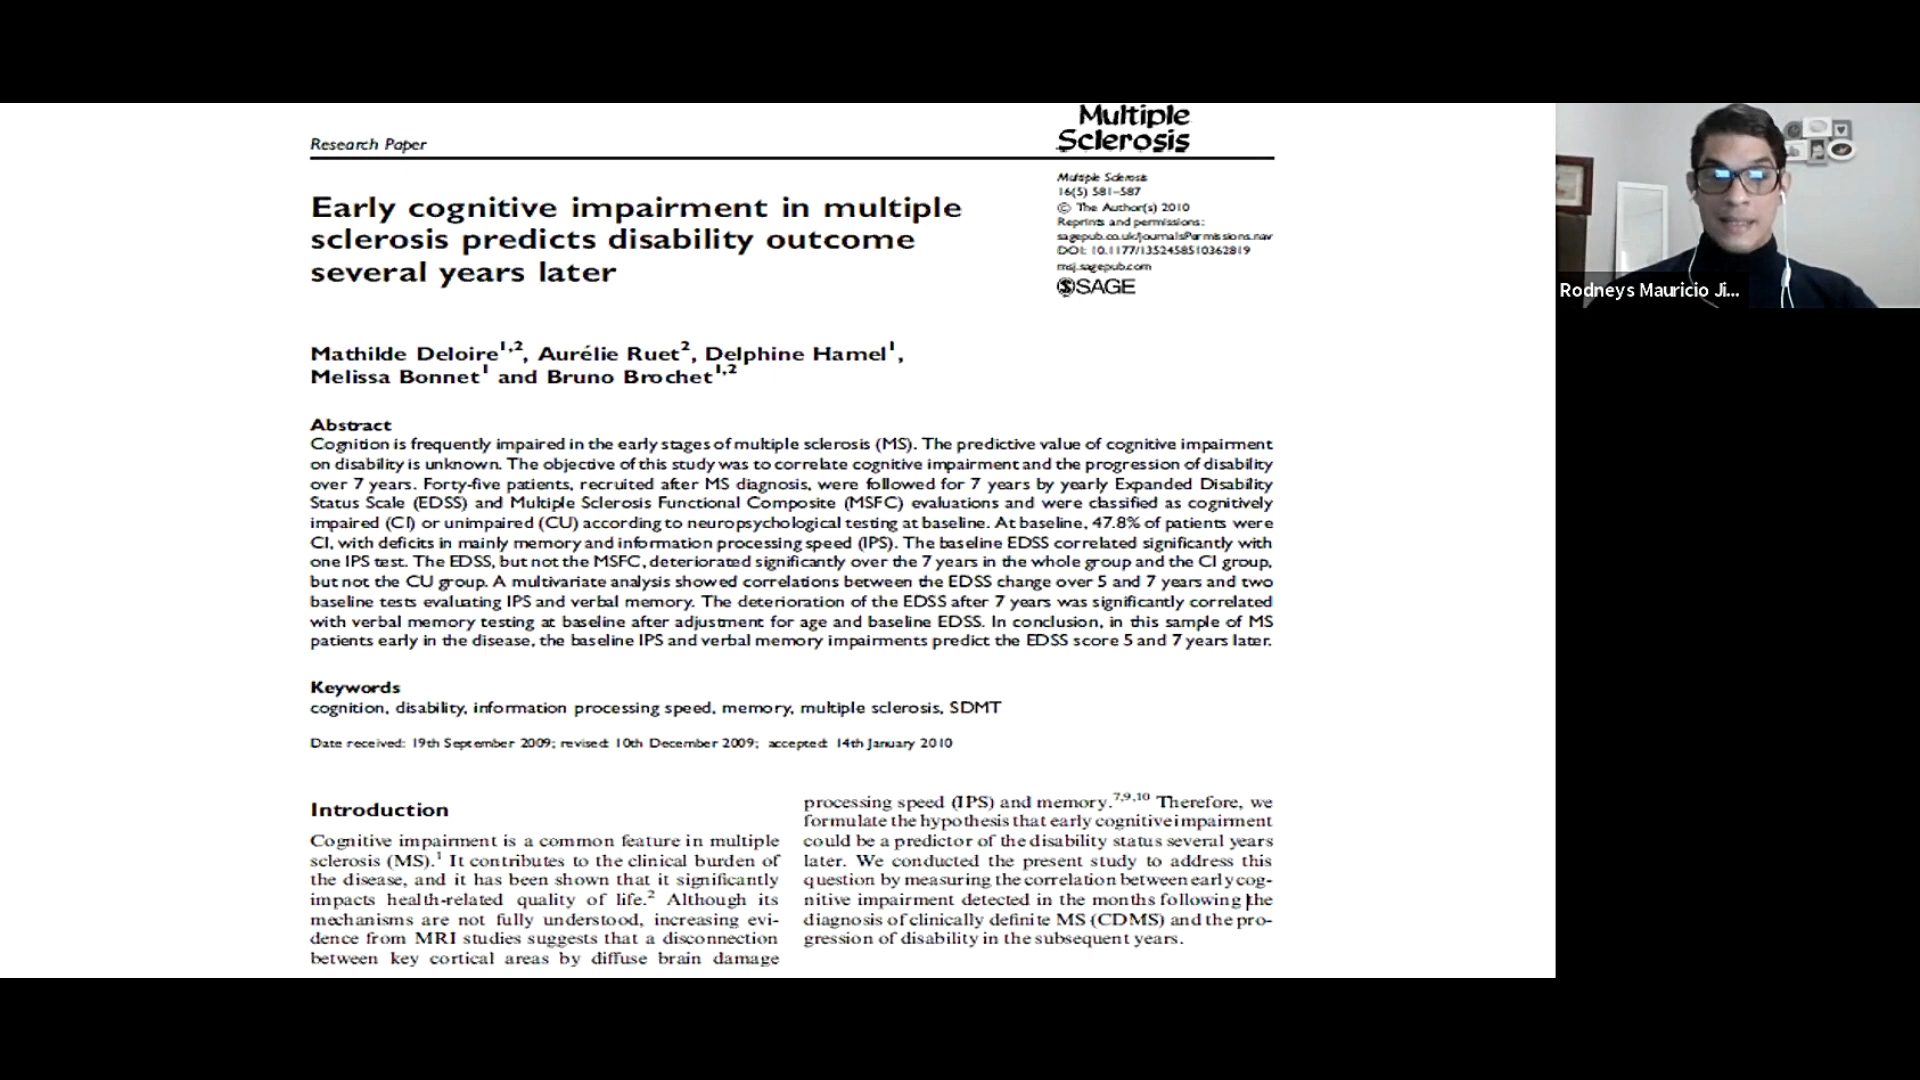 Research Paper
Multiple
Sclerosis
Early cognitive impairment in multiple
sclerosis predicts disability outcome
several years later
Multiple Sclerosis
16(5) 581–587
© The Author(s) 2010
Reprints and permissions:
sagepub.co.uk/journalsPermissions.nav
DOI: 10.1177/1352458510362819
msj.sagepub.com
SAGE
Mathilde Deloire1,2, Aurélie Ruet2, Delphine Hamel1,
Melissa Bonnet1 and Bruno Brochet1,2
Abstract
Cognition is frequently impaired in the early stages of multiple sclerosis (MS). The predictive value of cognitive impairment
on disability is unknown. The objective of this study was to correlate cognitive impairment and the progression of disability
over 7 years. Forty-five patients, recruited after MS diagnosis, were followed for 7 years by yearly Expanded Disability
Status Scale (EDSS) and Multiple Sclerosis Functional Composite (MSFC) evaluations and were classified as cognitively
impaired (CI) or unimpaired (CU) according to neuropsychological testing at baseline. At baseline, 47.8% of patients were
CI, with deficits in mainly memory and information processing speed (IPS). The baseline EDSS correlated significantly with
one IPS test. The EDSS, but not the MSFC, deteriorated significantly over the 7 years in the whole group and the CI group,
but not the CU group. A multivariate analysis showed correlations between the EDSS change over 5 and 7 years and two
baseline tests evaluating IPS and verbal memory. The deterioration of the EDSS after 7 years was significantly correlated
with verbal memory testing at baseline after adjustment for age and baseline EDSS. In conclusion, in this sample of MS
patients early in the disease, the baseline IPS and verbal memory impairments predict the EDSS score 5 and 7 years later.
Keywords
cognition, disability, information processing speed, memory, multiple sclerosis, SDMT
Date received: 19th September 2009; revised: 10th December 2009; accepted: 14th January 2010
Introduction
Cognitive impairment is a common feature in multiple
sclerosis (MS).1 It contributes to the clinical burden of
the disease, and it has been shown that it significantly
impacts health-related quality of life.2 Although its
mechanisms are not fully understood, increasing evi-
dence from MRI studies suggests that a disconnection
between key cortical areas by diffuse brain damage
processing speed (IPS) and memory.7,9,10 Therefore, we
formulate the hypothesis that early cognitive impairment
could be a predictor of the disability status several years
later. We conducted the present study to address this
question by measuring the correlation between early cog-
nitive impairment detected in the months following the
diagnosis of clinically definite MS (CDMS) and the pro-
gression of disability in the subsequent years.
Rodneys Mauricio Ji...